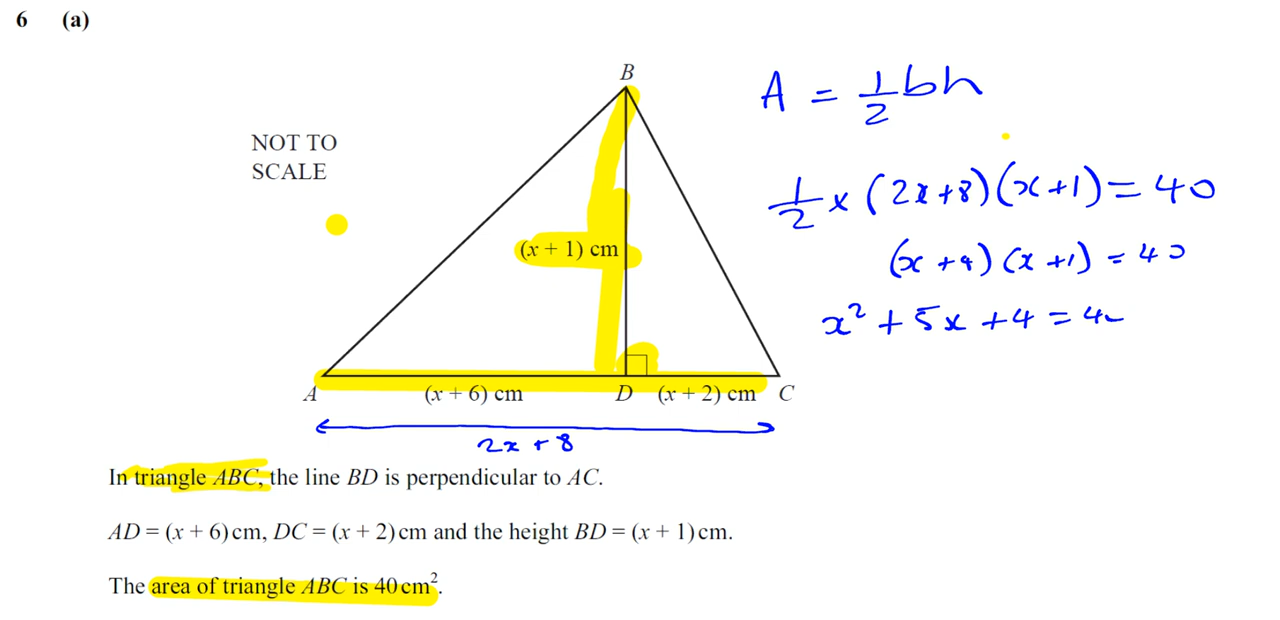 6 (a)
B
A = 1/2 bh
NOT TO
SCALE
1/2 x (2x+8)(x+1) = 40
(x + 1) cm
(x +4) (x +1) = 40
x² + 5x + 4 =
A (x + 6) cm D (x + 2) cm C
2x + 8
In triangle ABC, the line BD is perpendicular to AC.
AD = (x + 6) cm, DC = (x + 2) cm and the height BD = (x + 1) cm.
The area of triangle ABC is 40 cm².